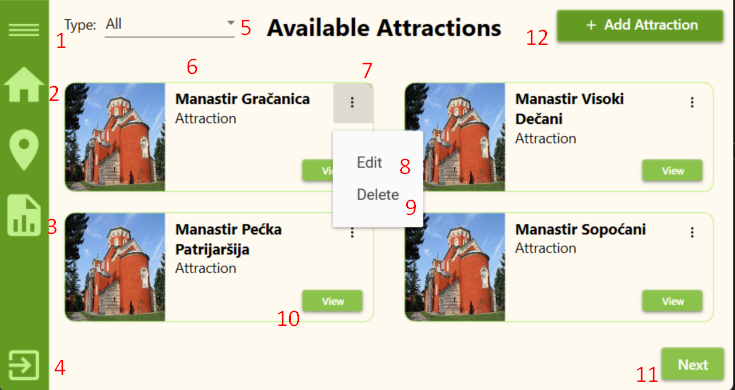 1
Type: All
5
Available Attractions
12
+ Add Attraction
2
6
7
Manastir Gračanica
Attraction
View
Edit
8
Delete
9
Manastir Visoki
Dečani
Attraction
View
3
Manastir Pećka
Patrijaršija
Attraction
10
View
Manastir Sopoćani
Attraction
View
4
11
Next